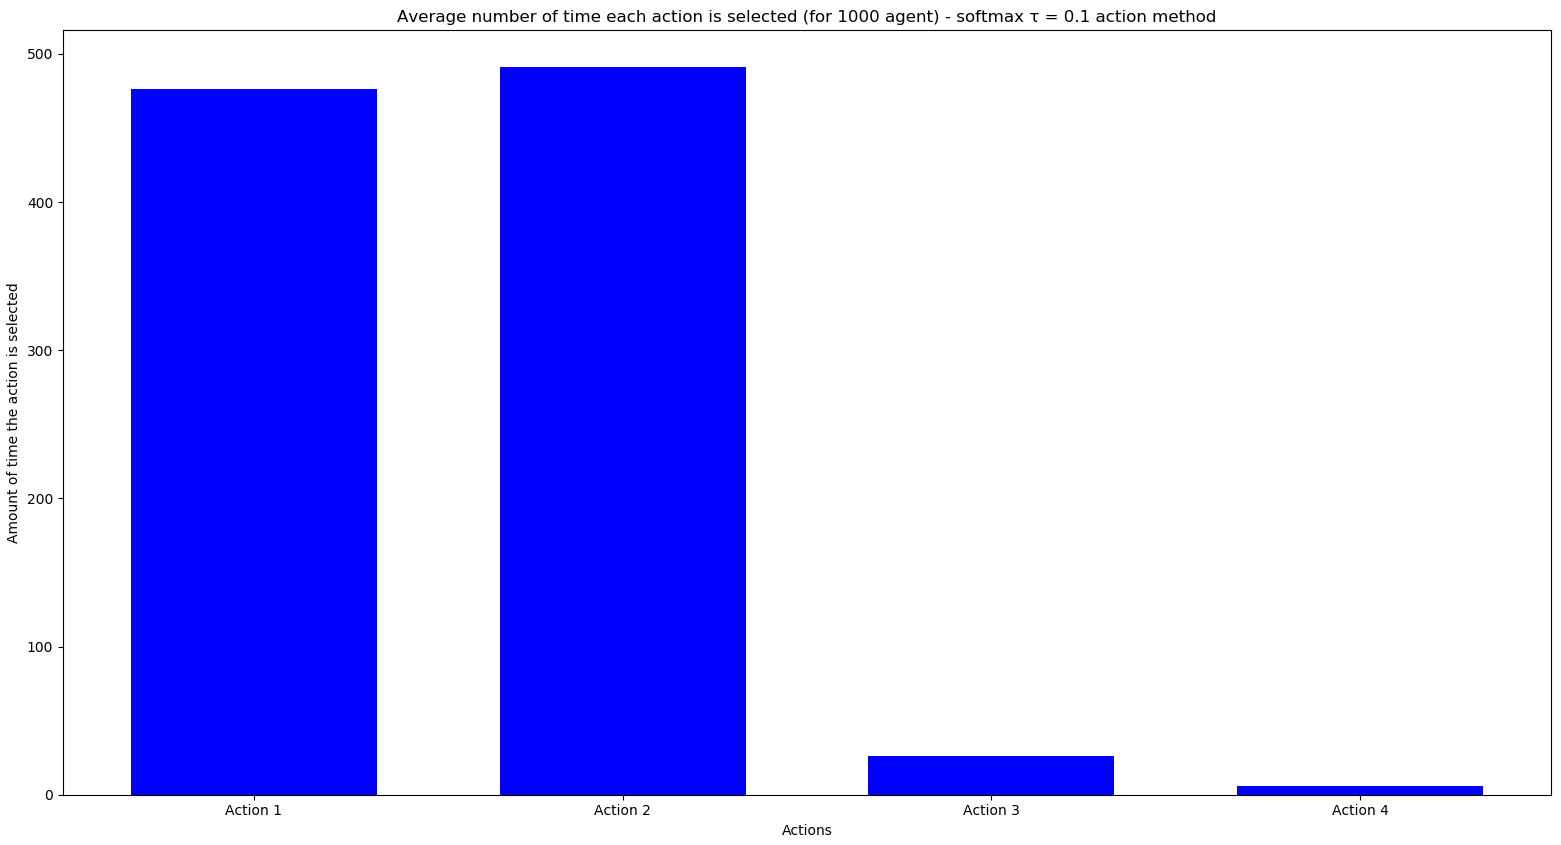 Average number of time each action is selected (for 1000 agent) - softmax τ = 0.1 action method
500
400
300
200
100
0
Amount of time the action is selected
Action 1
Action 2
Action 3
Action 4
Actions